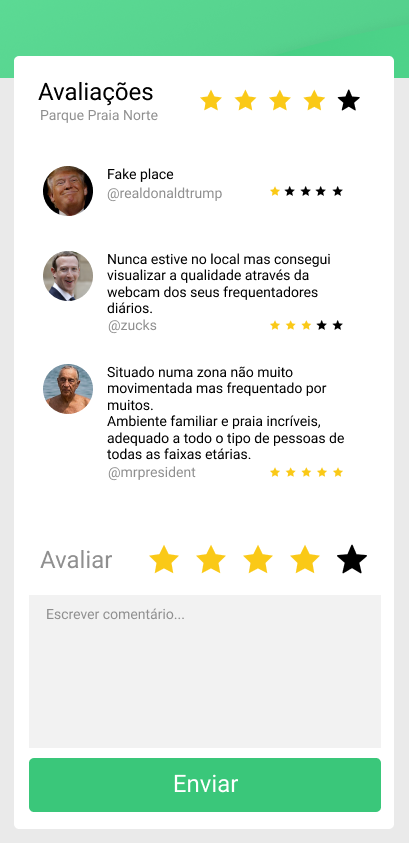 Avaliações
Parque Praia Norte
Fake place
@realdonaldtrump
Nunca estive no local mas consegui
visualizar a qualidade através da
webcam dos seus frequentadores
diários.
@zucks
Situado numa zona não muito
movimentada mas frequentado por
muitos.
Ambiente familiar e praia incríveis,
adequado a todo o tipo de pessoas de
todas as faixas etárias.
@mrpresident
Avaliar
Escrever comentário...
Enviar